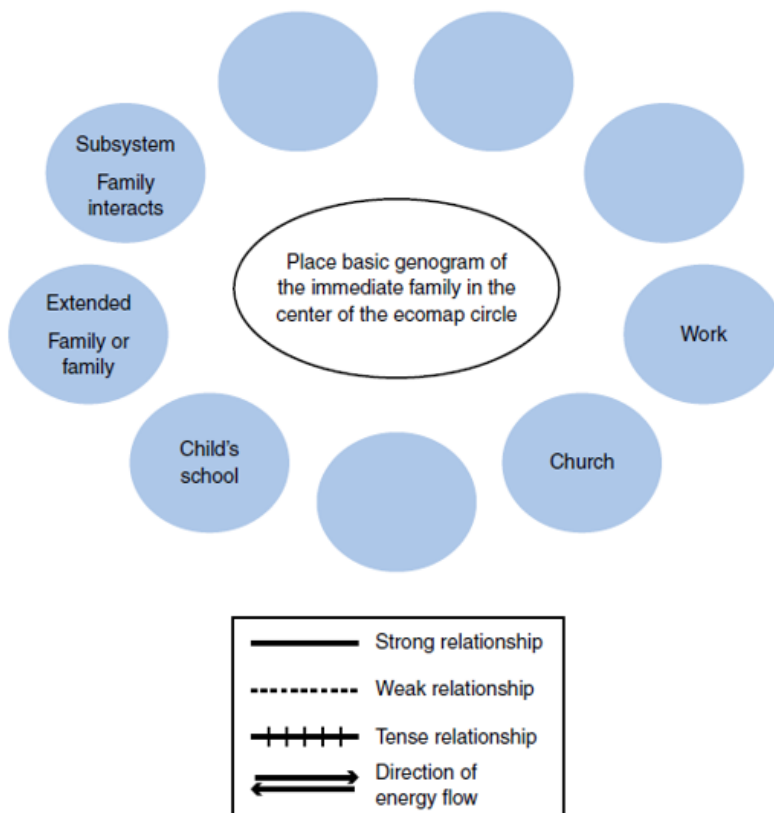 Subsystem
Family
interacts
Place basic genogram of
the immediate family in the
center of the ecomap circle
Extended
Family or
family
Work
Child's
school
Church
Strong relationship
Weak relationship
Tense relationship
Direction of
energy flow